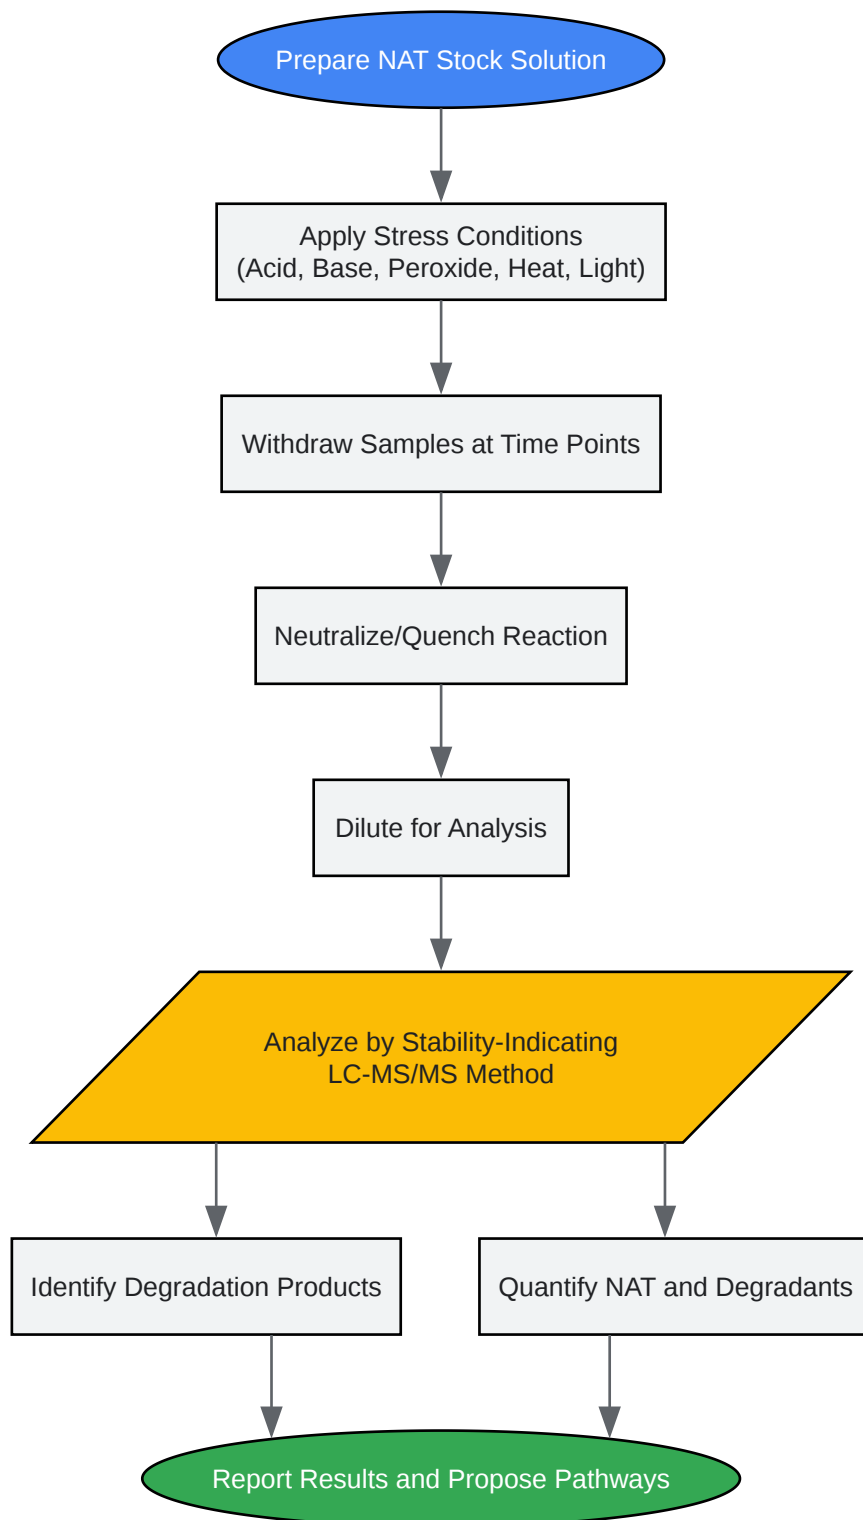 Prepare NAT Stock Solution
Apply Stress Conditions
(Acid, Base, Peroxide, Heat, Light)
Withdraw Samples at Time Points
Neutralize/Quench Reaction
Dilute for Analysis
Analyze by Stability-Indicating
LC-MS/MS Method
Identify Degradation Products
Quantify NAT and Degradants
Report Results and Propose Pathways